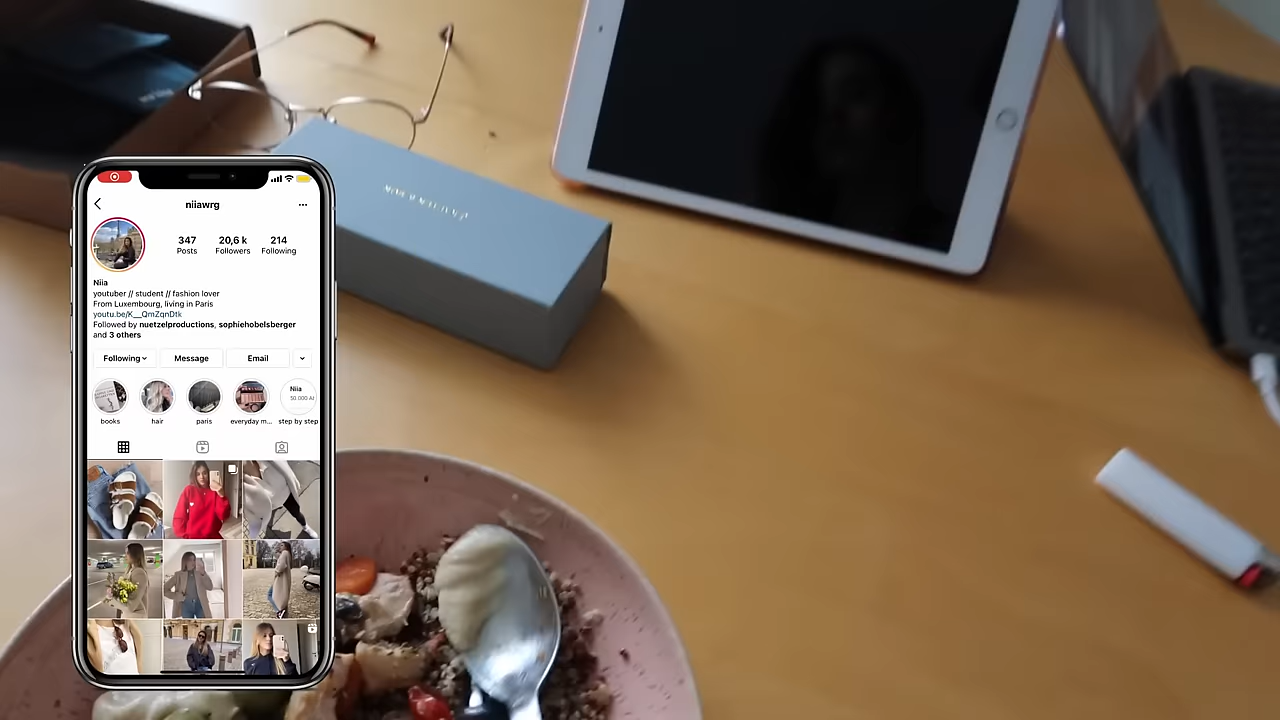 niiawrg
347
20,6 k
214
Posts
Followers
Following
Niia
youtuber // student // fashion lover
From Luxembourg, living in Paris
youtu.be/K__QmZqnDtk
Followed by nuetzelproductions, sophiehobelsberger
and 3 others
Following
Message
Email
books
hair
paris
everyday m...
Niia
50.000 A
step by step